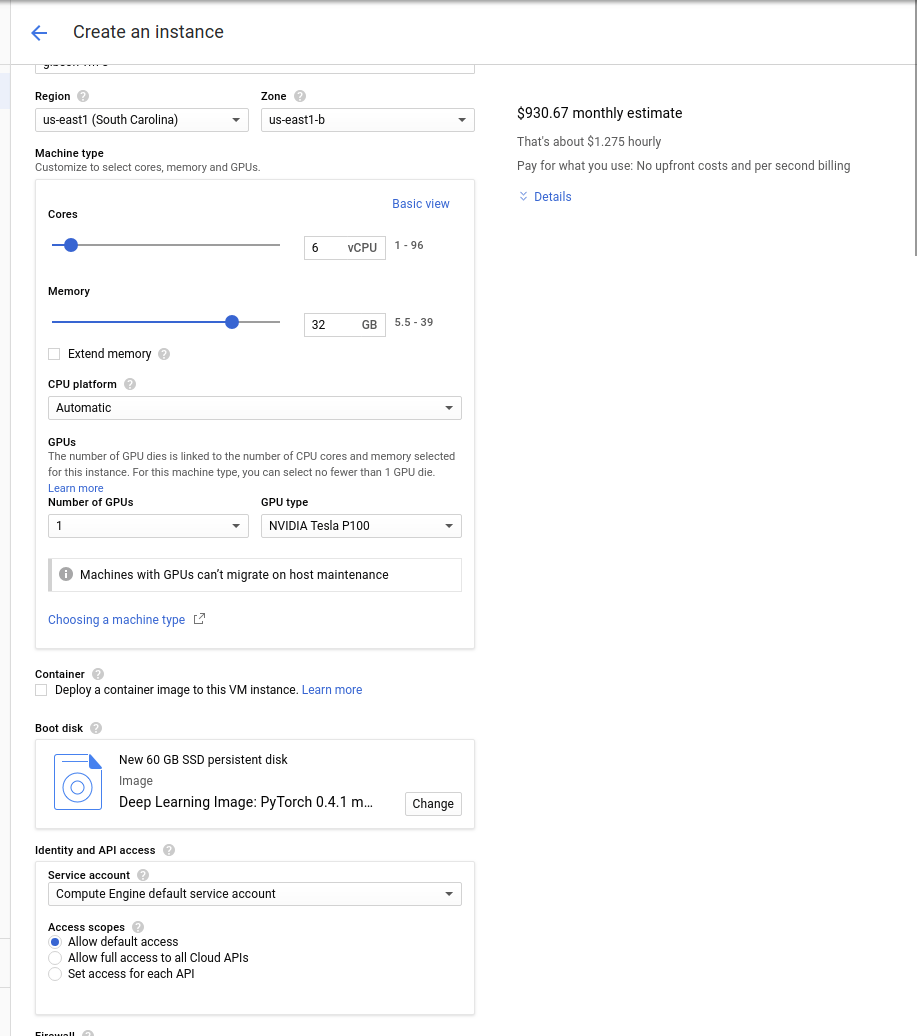 Create an instance
Region
Zone
us-east1 (South Carolina)
us-east1-b
Machine type
Customize to select cores, memory and GPUs.
Basic view
Cores
6 vCPU
1 - 96
Memory
32 GB
5.5 - 39
Extend memory
CPU platform
Automatic
GPUs
The number of GPU dies is linked to the number of CPU cores and memory selected
for this instance. For this machine type, you can select no fewer than 1 GPU die.
Learn more
Number of GPUs
GPU type
1
NVIDIA Tesla P100
Machines with GPUs can't migrate on host maintenance
Choosing a machine type
Container
Deploy a container image to this VM instance. Learn more
Boot disk
New 60 GB SSD persistent disk
Image
Deep Learning Image: PyTorch 0.4.1 m...
Change
Identity and API access
Service account
Compute Engine default service account
Access scopes
Allow default access
Allow full access to all Cloud APIs
Set access for each API
Firewall
$930.67 monthly estimate
That's about $1.275 hourly
Pay for what you use: No upfront costs and per second billing
Details